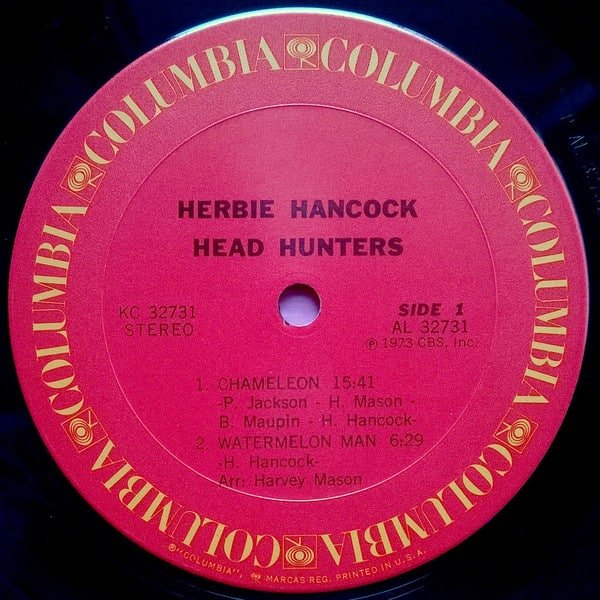 COLUMBIA COLUMBIA COLUMBIA COLUMBIA COLUMBIA COLUMBIA
HERBIE HANCOCK
HEAD HUNTERS
KC 32731
STEREO
SIDE 1
AL 32731
℗ 1973 CBS, Inc.
1. CHAMELEON 15:41
-P. Jackson - H. Mason -
B. Maupin - H. Hancock-
2. WATERMELON MAN 6:29
-H. Hancock-
Arr: Harvey Mason
®"COLUMBIA", MARCAS REG. PRINTED IN U.S.A.